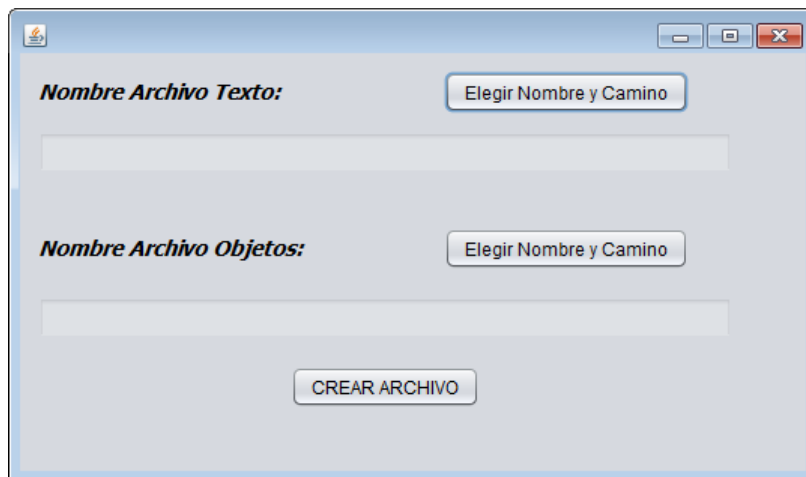 Nombre Archivo Texto:
Elegir Nombre y Camino
Nombre Archivo Objetos:
Elegir Nombre y Camino
CREAR ARCHIVO